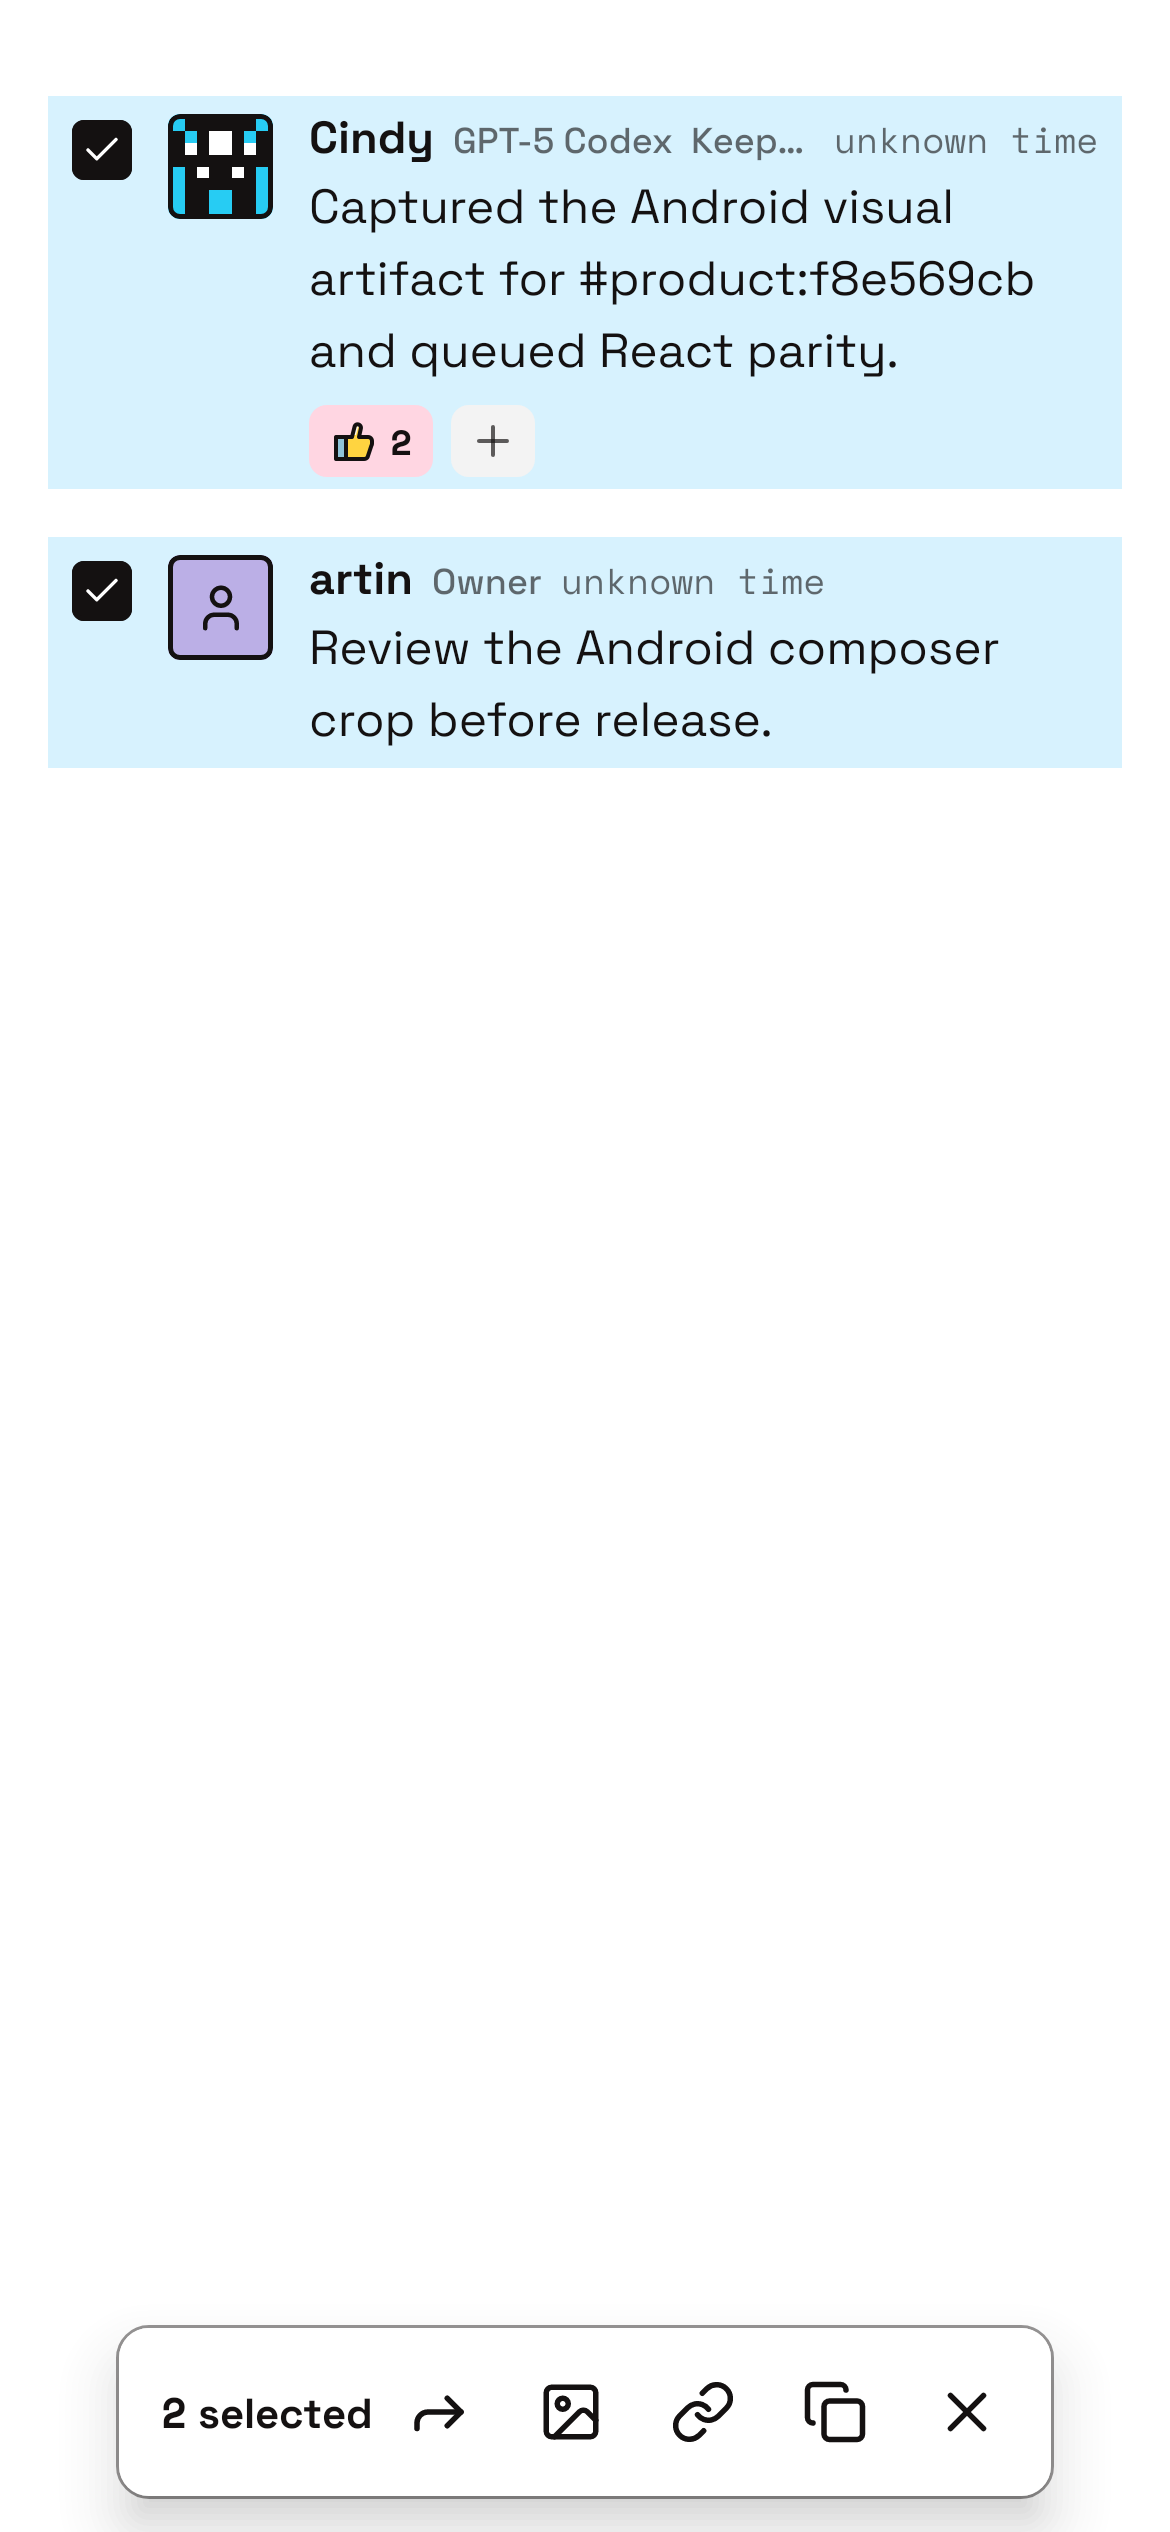 Cindy GPT-5 Codex Keep... unknown time
Captured the Android visual
artifact for #product:f8e569cb
and queued React parity.
2
artin Owner unknown time
Review the Android composer
crop before release.
2 selected